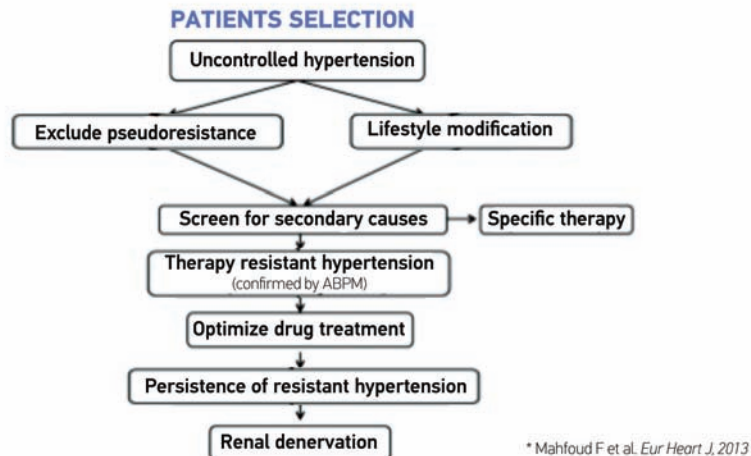 PATIENTS SELECTION
Uncontrolled hypertension
Exclude pseudoresistance
Lifestyle modification
Screen for secondary causes
Specific therapy
Therapy resistant hypertension
(confirmed by ABPM)
Optimize drug treatment
Persistence of resistant hypertension
Renal denervation
* Mahfoud F et al. Eur Heart J, 2013